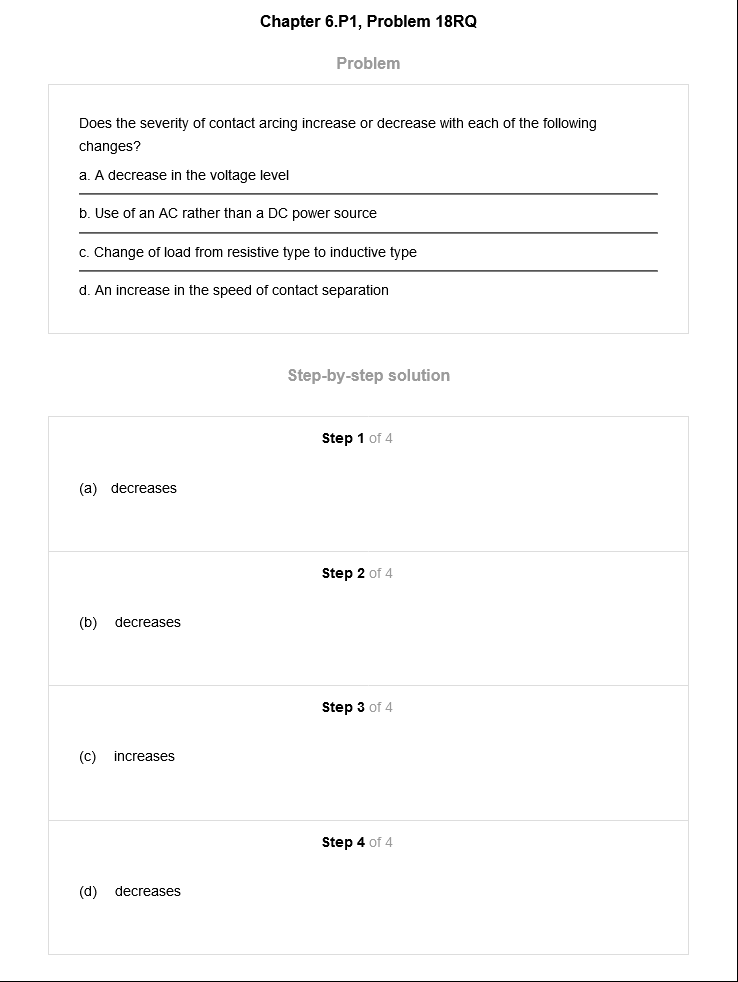 Chapter 6.P1, Problem 18RQ
Problem
Does the severity of contact arcing increase or decrease with each of the following
changes?
a. A decrease in the voltage level
b. Use of an AC rather than a DC power source
c. Change of load from resistive type to inductive type
d. An increase in the speed of contact separation
Step-by-step solution
Step 1 of 4
(a) decreases
Step 2 of 4
(b) decreases
Step 3 of 4
(c) increases
Step 4 of 4
(d) decreases